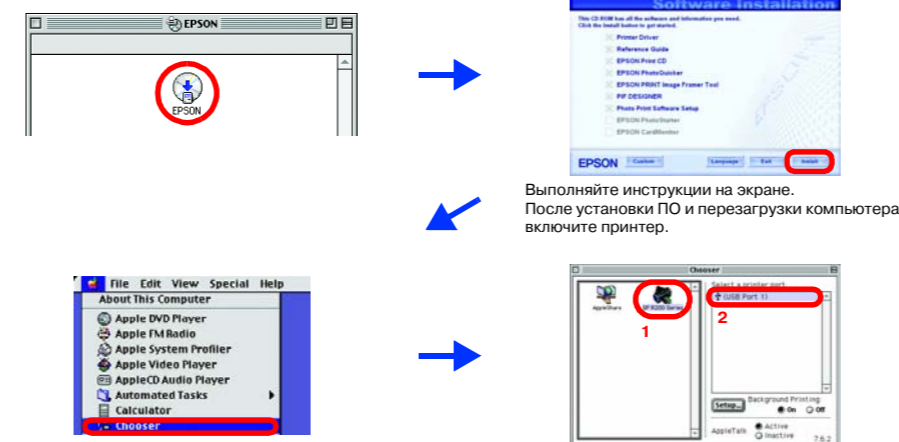 EPSON
EPSON
Software Installation
This CD-ROM has all the software and information you need.
Click the Install button to get started.
Printer Driver
Reference Guide
EPSON Print CD
EPSON PhotoQuicker
EPSON PRINT Image Framer Tool
PIF DESIGNER
Photo Print Software Setup
EPSON PhotoStarter
EPSON CardMonitor
EPSON
Custom
Language
Exit
Install
Выполняйте инструкции на экране.
После установки ПО и перезагрузки компьютера
включите принтер.
File Edit View Special Help
About This Computer
Apple DVD Player
Apple FM Radio
Apple System Profiler
Apple Video Player
AppleCD Audio Player
Automated Tasks
Calculator
Chooser
Chooser
Select a printer port
AppleShare
SP R300 Series
(USB Port 1)
1
2
Setup...
Background Printing
On Off
AppleTalk
Active
Inactive
7.6.2